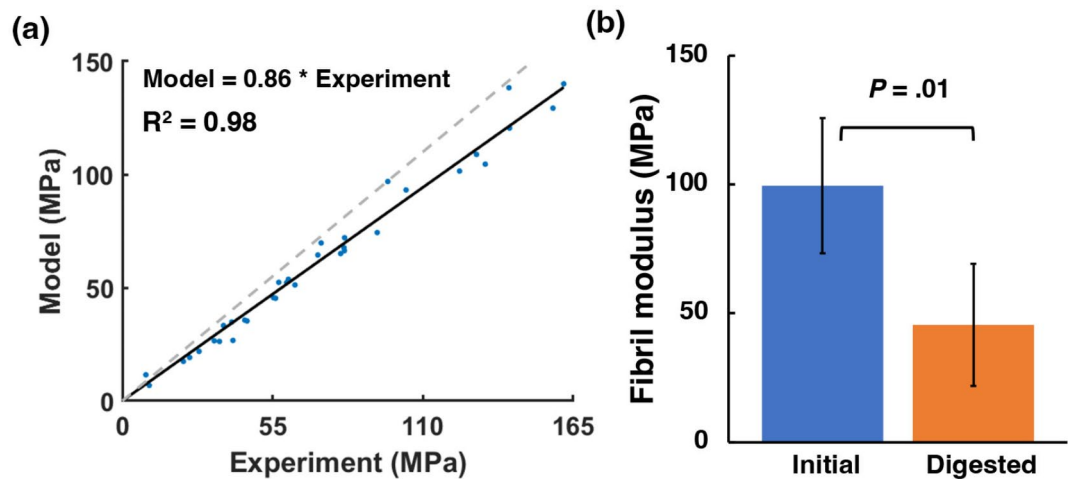 (a)
Model = 0.86 * Experiment
R² = 0.98
Model (MPa)
150
100
50
0
0 55 110 165
Experiment (MPa)
(b)
P = .01
Fibril modulus (MPa)
150
100
50
0
Initial Digested